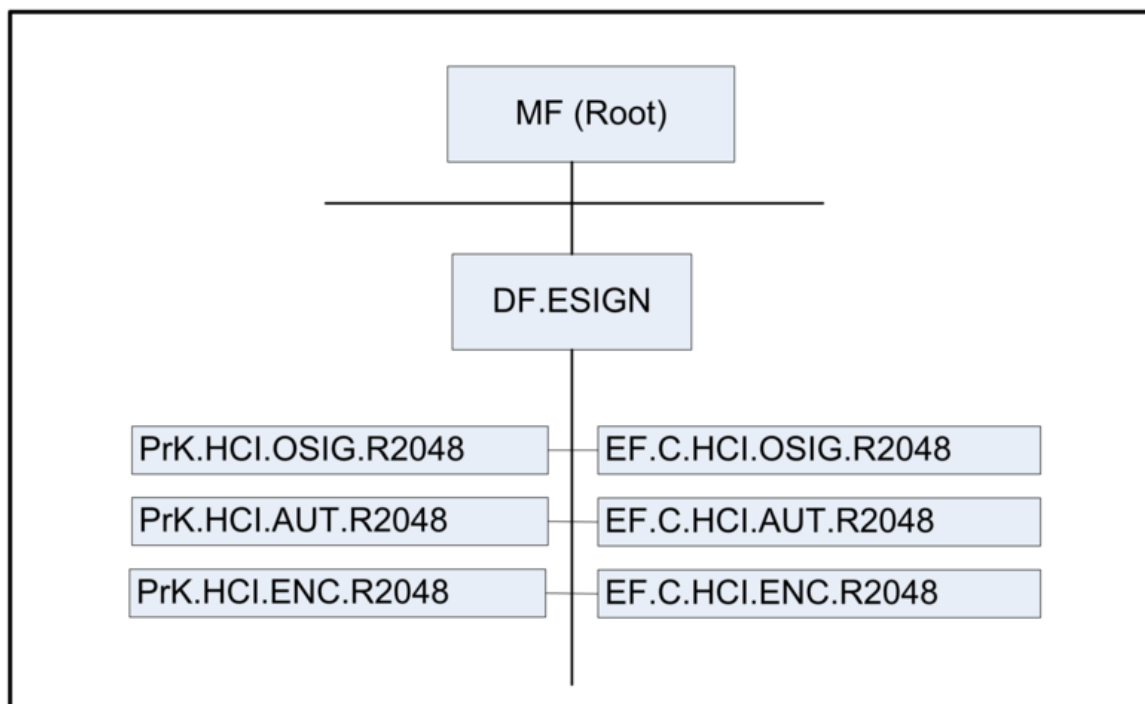 MF (Root)
DF.ESIGN
PrK.HCI.OSIG.R2048
EF.C.HCI.OSIG.R2048
PrK.HCI.AUT.R2048
EF.C.HCI.AUT.R2048
PrK.HCI.ENC.R2048
EF.C.HCI.ENC.R2048